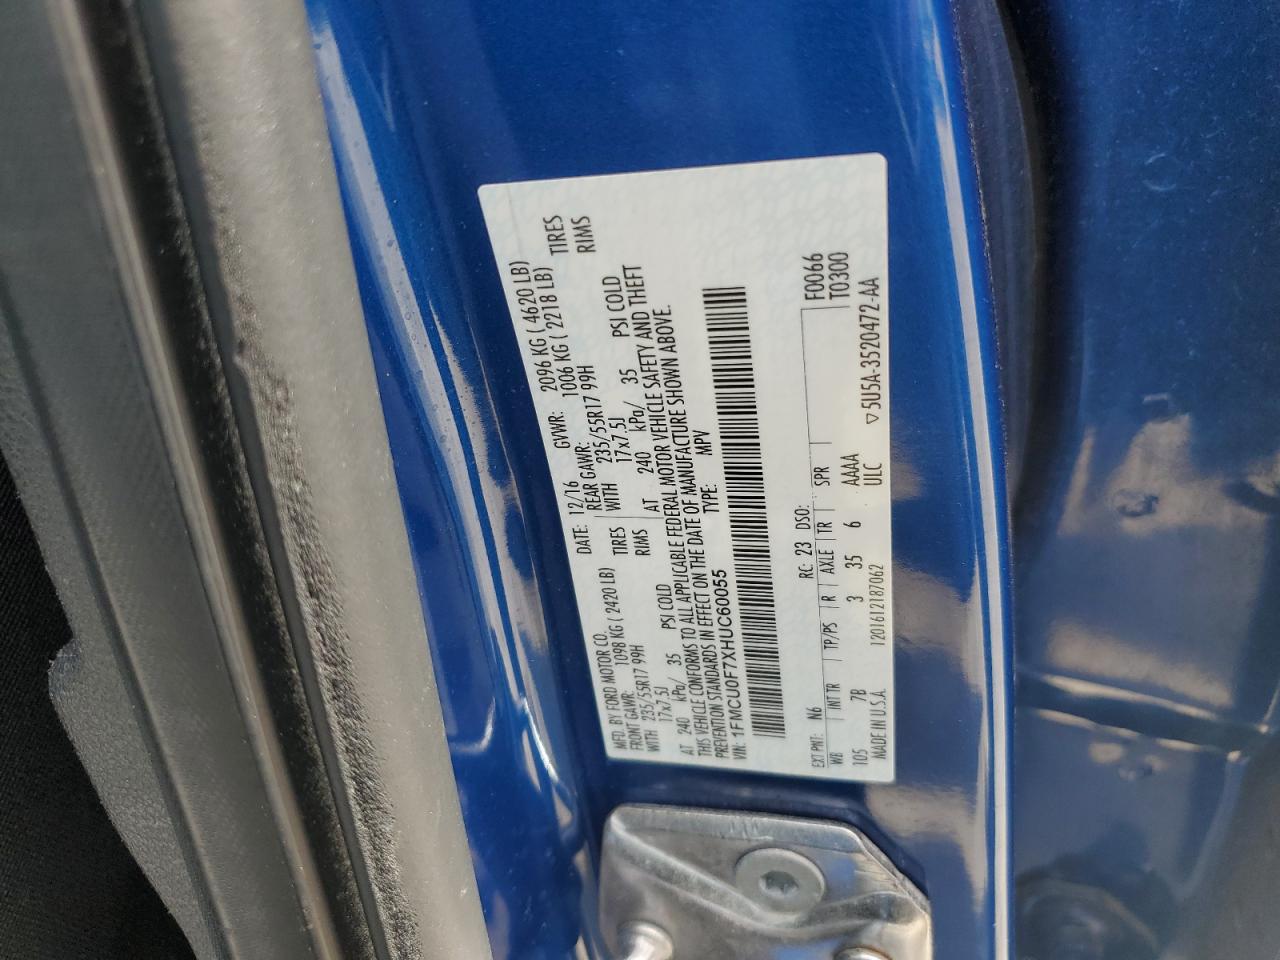 MFD. BY FORD MOTOR CO.
DATE: 12/16 GVWR: 2096 KG ( 4620 LB)
FRONT GAWR: 1098 KG ( 2420 LB) REAR GAWR: 1006 KG ( 2218 LB)
WITH 235/55R17 99H TIRES WITH 235/55R17 99H TIRES
17x7.5J RIMS 17x7.5J RIMS
AT 240 kPa/ 35 PSI COLD AT 240 kPa/ 35 PSI COLD
THIS VEHICLE CONFORMS TO ALL APPLICABLE FEDERAL MOTOR VEHICLE SAFETY AND THEFT
PREVENTION STANDARDS IN EFFECT ON THE DATE OF MANUFACTURE SHOWN ABOVE.
VIN: 1FMCU0F7XHUC60055 TYPE: MPV
EXT PNT: N6 RC: 23 DSO: F0066
WB INT TR TP/PS R AXLE TR SPR T0300
105 7B 3 35 6 AAAA
MADE IN U.S.A. 1201612187062 ULC ▽5U5A-3520472-AA